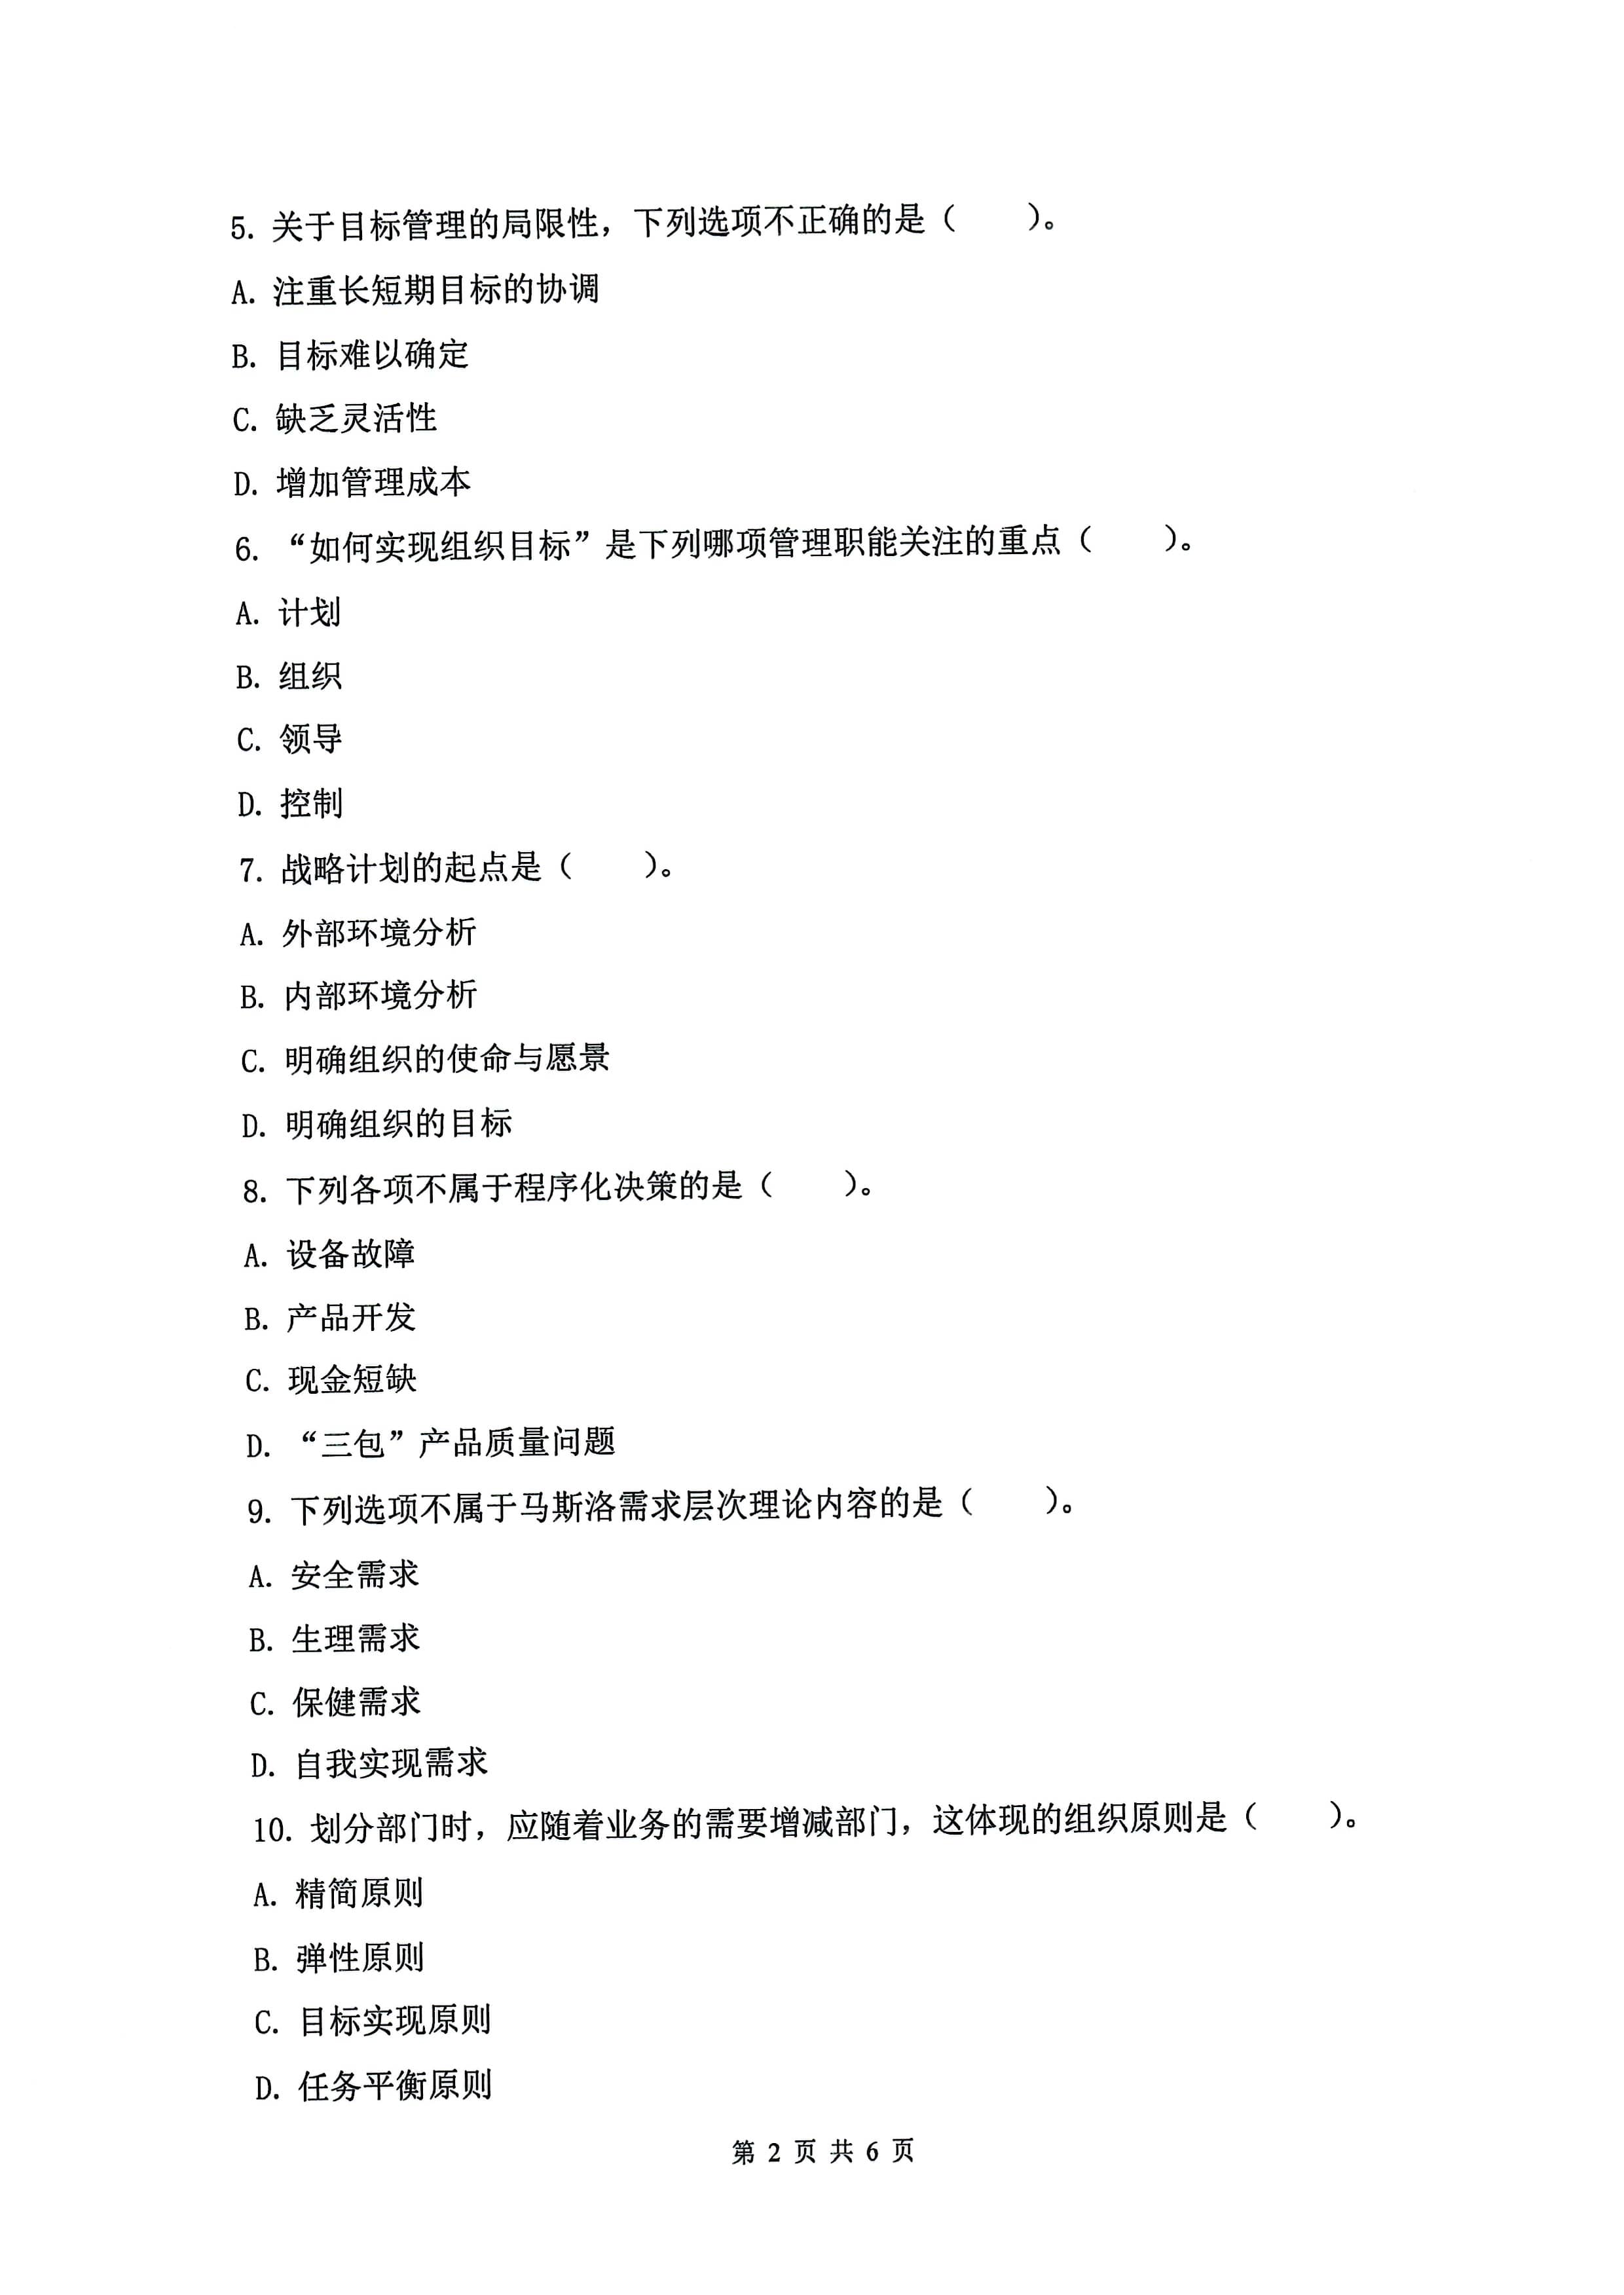 5. 关于目标管理的局限性，下列选项不正确的是（　　）。
A. 注重长短期目标的协调
B. 目标难以确定
C. 缺乏灵活性
D. 增加管理成本
6. “如何实现组织目标”是下列哪项管理职能关注的重点（　　）。
A. 计划
B. 组织
C. 领导
D. 控制
7. 战略计划的起点是（　　）。
A. 外部环境分析
B. 内部环境分析
C. 明确组织的使命与愿景
D. 明确组织的目标
8. 下列各项不属于程序化决策的是（　　）。
A. 设备故障
B. 产品开发
C. 现金短缺
D. “三包”产品质量问题
9. 下列选项不属于马斯洛需求层次理论内容的是（　　）。
A. 安全需求
B. 生理需求
C. 保健需求
D. 自我实现需求
10. 划分部门时，应随着业务的需要增减部门，这体现的组织原则是（　　）。
A. 精简原则
B. 弹性原则
C. 目标实现原则
D. 任务平衡原则
第 2 页 共 6 页